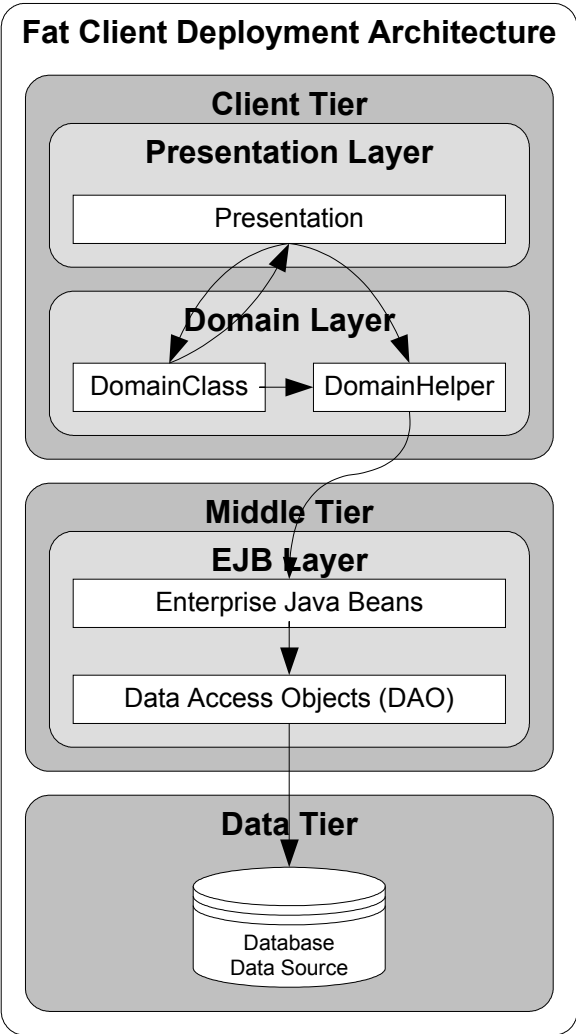 Fat Client Deployment Architecture
Client Tier
Presentation Layer
Presentation
Domain Layer
DomainClass
DomainHelper
Middle Tier
EJB Layer
Enterprise Java Beans
Data Access Objects (DAO)
Data Tier
Database
Data Source